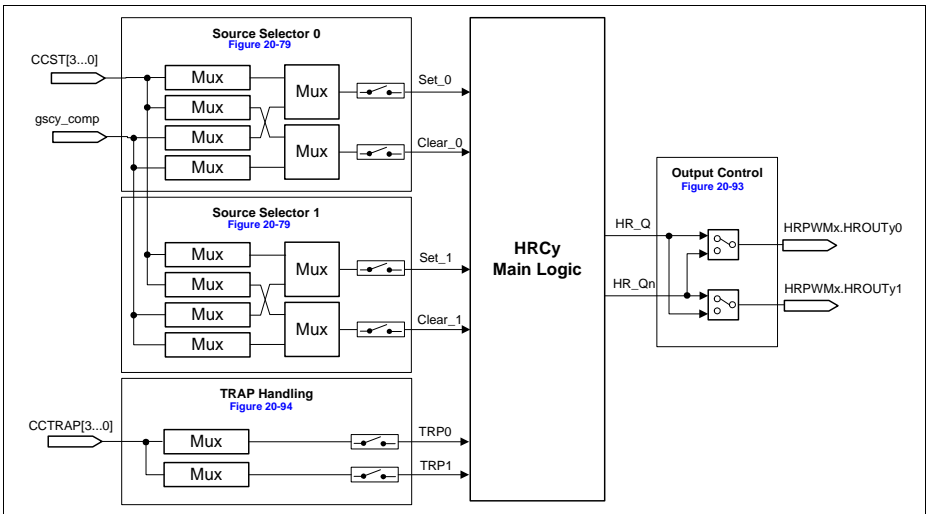 Source Selector 0
Figure 20-79
CCST[3...0]
gscy_comp
Mux
Mux
Mux
Mux
Mux
Mux
Set_0
Clear_0
Source Selector 1
Figure 20-79
Mux
Mux
Mux
Mux
Mux
Mux
Set_1
Clear_1
TRAP Handling
Figure 20-94
CCTRAP[3...0]
Mux
Mux
TRP0
TRP1
HRCy
Main Logic
HR_Q
HR_Qn
Output Control
Figure 20-93
HRPWMx.HROUTy0
HRPWMx.HROUTy1